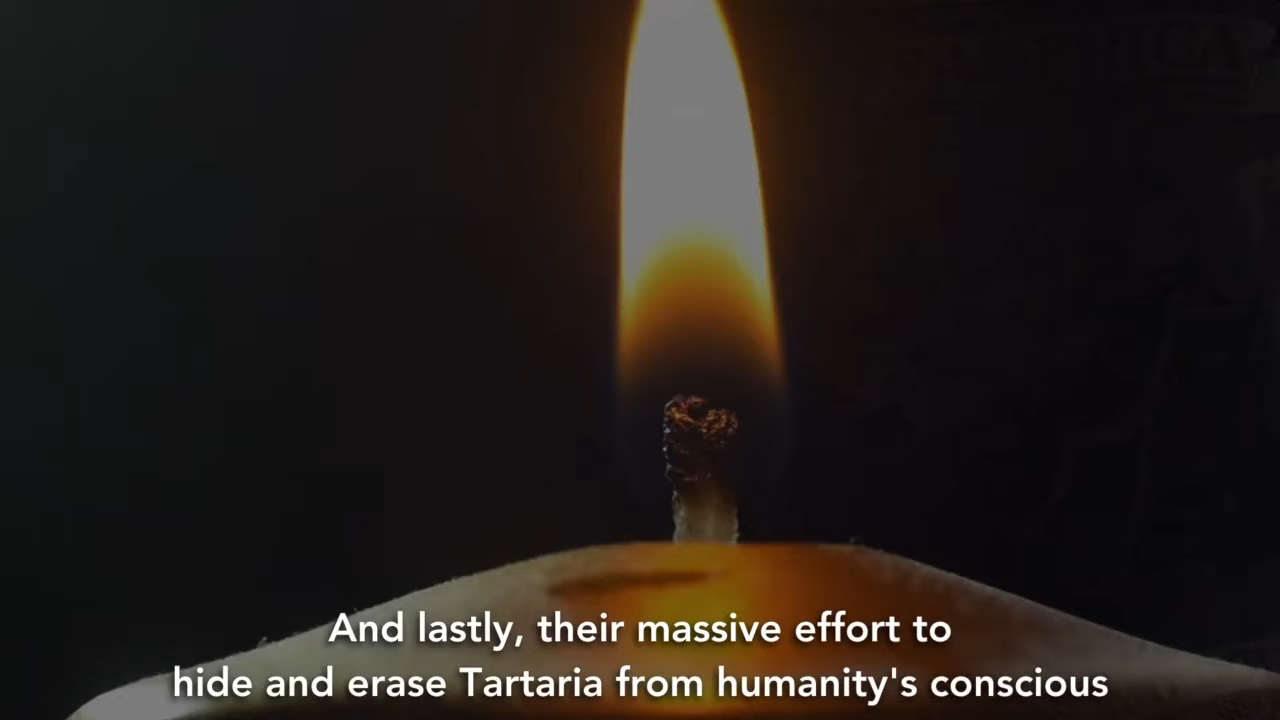 And lastly, their massive effort to
hide and erase Tartaria from humanity's conscious